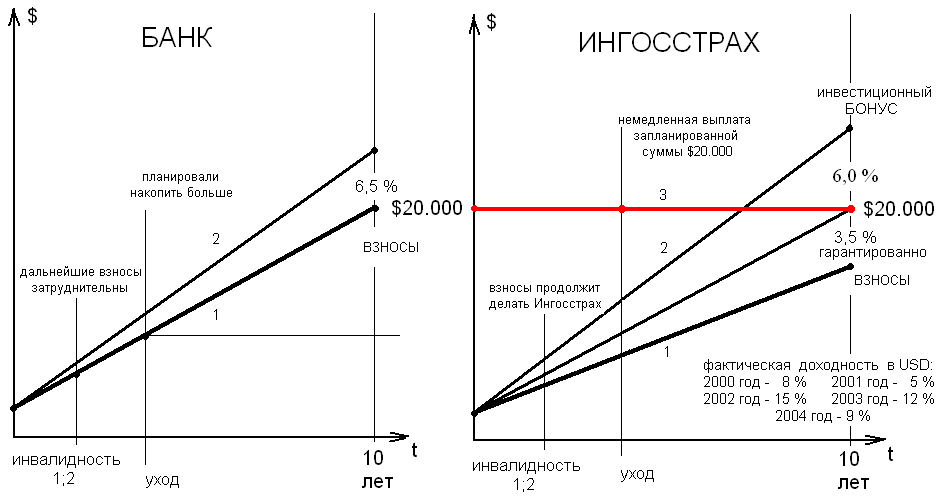 $
БАНК
планировали
накопить больше
6,5 %
$20.000
2
взносы
дальнейшие взносы
затруднительны
1
t
инвалидность
1;2
уход
10
лет
$
ИНГОССТРАХ
инвестиционный
БОНУС
немедленная выплата
запланированной
суммы $20.000
6,0 %
3
$20.000
3,5 %
гарантированно
2
взносы
взносы продолжит
делать Ингосстрах
1
фактическая доходность в USD:
2000 год - 8 % 2001 год - 5 %
2002 год - 15 % 2003 год - 12 %
2004 год - 9 %
t
инвалидность
1;2
уход
10
лет